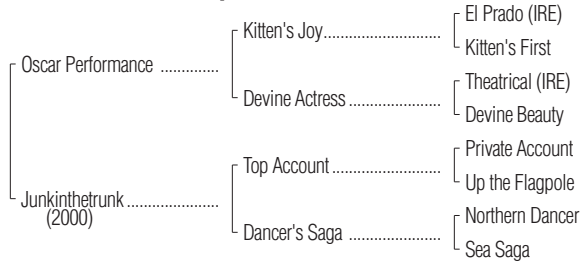 El Prado (IRE)
Kitten's Joy........................
Kitten's First
Oscar Performance ..............
Theatrical (IRE)
Devine Actress .......................
Devine Beauty
Private Account
Top Account ...........................
Up the Flagpole
Junkinthetrunk ......................
(2000)
Northern Dancer
Dancer's Saga .......................
Sea Saga